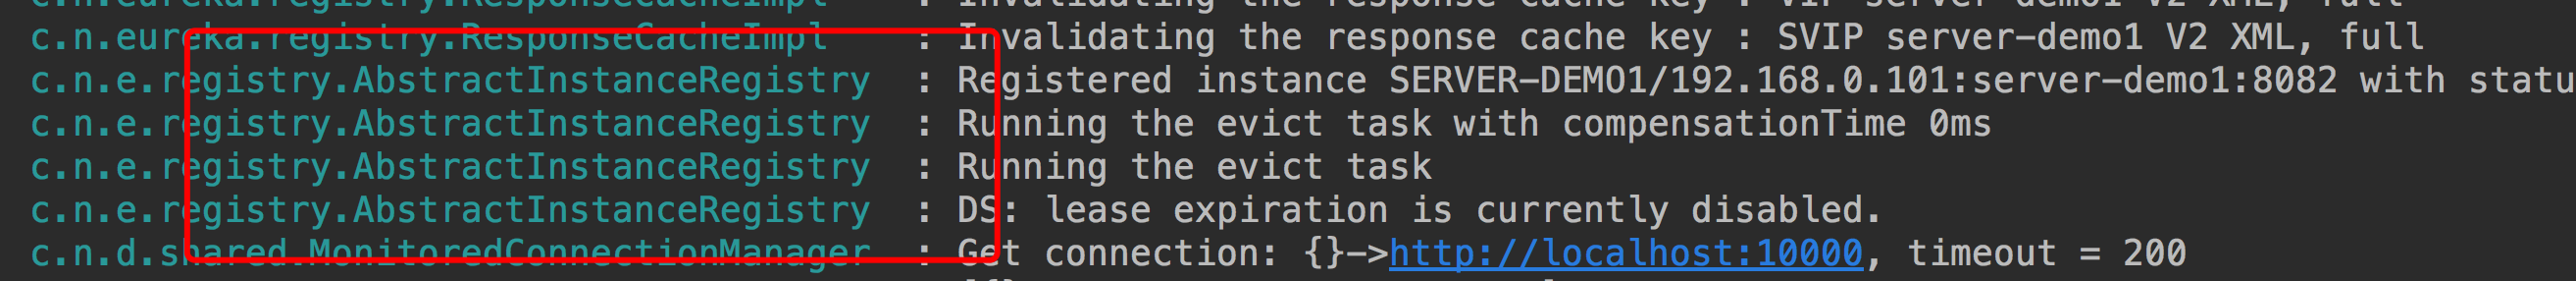 c.n.eureka.registry.ResponseCacheImpl : Invalidating the response cache key : VIP server-demo1 V2 XML, full
c.n.eureka.registry.ResponseCacheImpl : Invalidating the response cache key : SVIP server-demo1 V2 XML, full
c.n.e.registry.AbstractInstanceRegistry : Registered instance SERVER-DEMO1/192.168.0.101:server-demo1:8082 with statu
c.n.e.registry.AbstractInstanceRegistry : Running the evict task with compensationTime 0ms
c.n.e.registry.AbstractInstanceRegistry : Running the evict task
c.n.e.registry.AbstractInstanceRegistry : DS: lease expiration is currently disabled.
c.n.d.shared.MonitoredConnectionManager : Get connection: {}->http://localhost:10000, timeout = 200